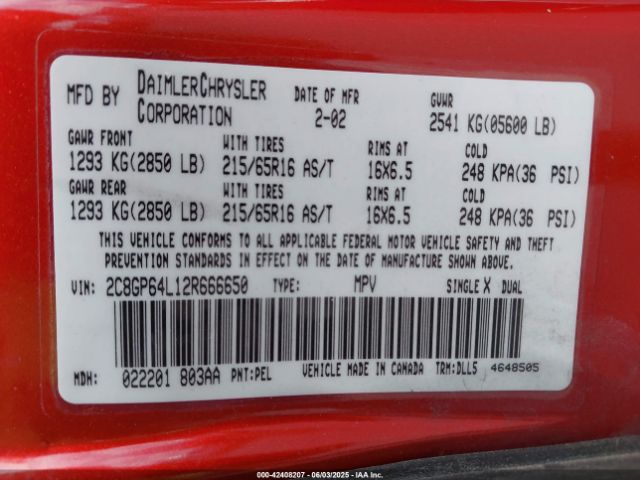 MFD BY DAIMLERCHRYSLER CORPORATION DATE OF MFR 2-02 GVWR 2541 KG(05600 LB)
GAWR FRONT WITH TIRES RIMS AT COLD
1293 KG(2850 LB) 215/65R16 AS/T 16X6.5 248 KPA(36 PSI)
GAWR REAR WITH TIRES RIMS AT COLD
1293 KG(2850 LB) 215/65R16 AS/T 16X6.5 248 KPA(36 PSI)
THIS VEHICLE CONFORMS TO ALL APPLICABLE FEDERAL MOTOR VEHICLE SAFETY AND THEFT
PREVENTION STANDARDS IN EFFECT ON THE DATE OF MANUFACTURE SHOWN ABOVE.
VIN: 2C8GP64L12R666650 TYPE: MPV SINGLE X DUAL
MDH: 022201 803AA PNT:PEL VEHICLE MADE IN CANADA TRM:DLL5 4648505
000-42408207 - 06/03/2025 - IAA Inc.